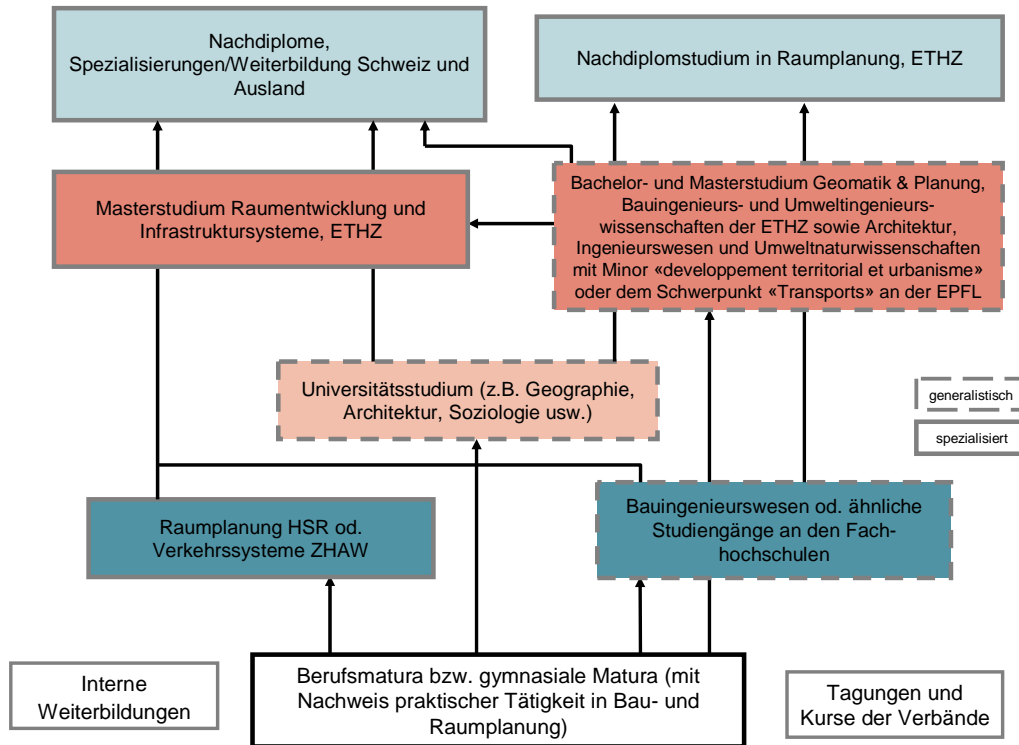 Nachdiplome,
Spezialisierungen/Weiterbildung Schweiz und
Ausland
Nachdiplomstudium in Raumplanung, ETHZ
Masterstudium Raumentwicklung und
Infrastruktursysteme, ETHZ
Bachelor- und Masterstudium Geomatik & Planung,
Bauingenieurs- und Umweltingenieurs-
wissenschaften der ETHZ sowie Architektur,
Ingenieurswesen und Umweltnaturwissenschaften
mit Minor «developpement territorial et urbanisme»
oder dem Schwerpunkt «Transports» an der EPFL
Universitätsstudium (z.B. Geographie,
Architektur, Soziologie usw.)
generalistisch
spezialisiert
Raumplanung HSR od.
Verkehrssysteme ZHAW
Bauingenieurswesen od. ähnliche
Studiengänge an den Fach-
hochschulen
Interne
Weiterbildungen
Berufsmatura bzw. gymnasiale Matura (mit
Nachweis praktischer Tätigkeit in Bau- und
Raumplanung)
Tagungen und
Kurse der Verbände